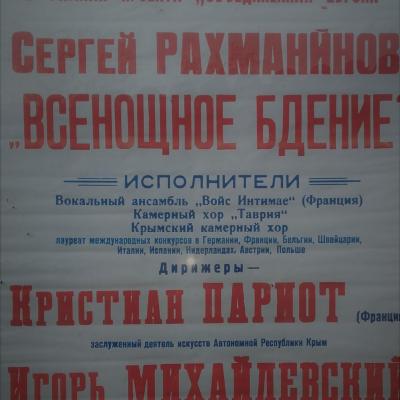 СЕРГЕЙ РАХМАНИНОВ
„ВСЕНОЩНОЕ БДЕНИЕ"
ИСПОЛНИТЕЛИ
Вокальный ансамбль „Войс Интимае" (Франция)
Камерный хор "Таврия"
Крымский камерный хор
лауреат международных конкурсов в Германии, Франции, Бельгии, Швейцарии,
Италии, Испании, Нидерландах, Австрии, Польше
Дирижеры —
КРИСТИАН ПАРИОТ
(Франци
заслуженный деятель искусств Автономной Республики Крым
ИГОРЬ МИХАЙЛЕВСКИЙ